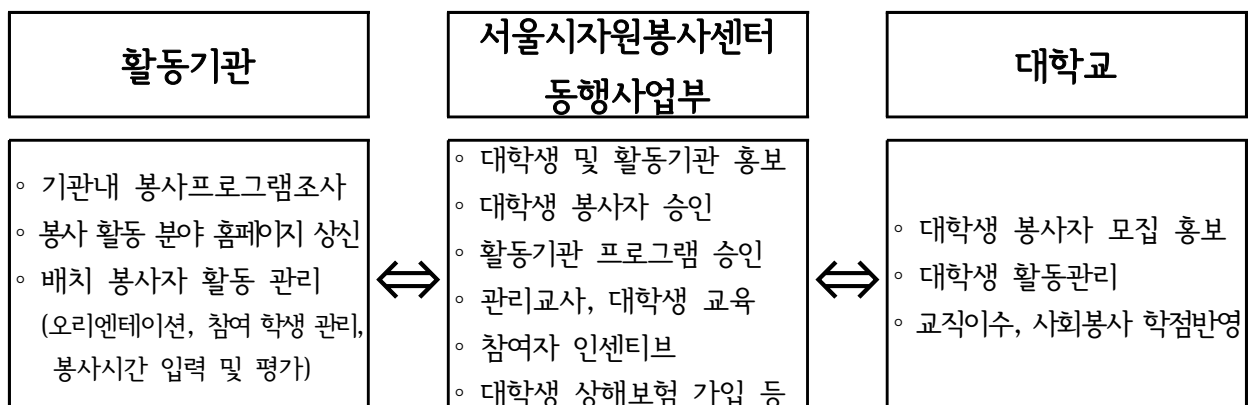 활동기관
서울시자원봉사센터
동행사업부
대학교
◦ 기관내 봉사프로그램조사
◦ 봉사 활동 분야 홈페이지 상신
◦ 배치 봉사자 활동 관리
(오리엔테이션, 참여 학생 관리,
봉사시간 입력 및 평가)
◦ 대학생 및 활동기관 홍보
◦ 대학생 봉사자 승인
◦ 활동기관 프로그램 승인
◦ 관리교사, 대학생 교육
◦ 참여자 인센티브
◦ 대학생 상해보험 가입 등
◦ 대학생 봉사자 모집 홍보
◦ 대학생 활동관리
◦ 교직이수, 사회봉사 학점반영